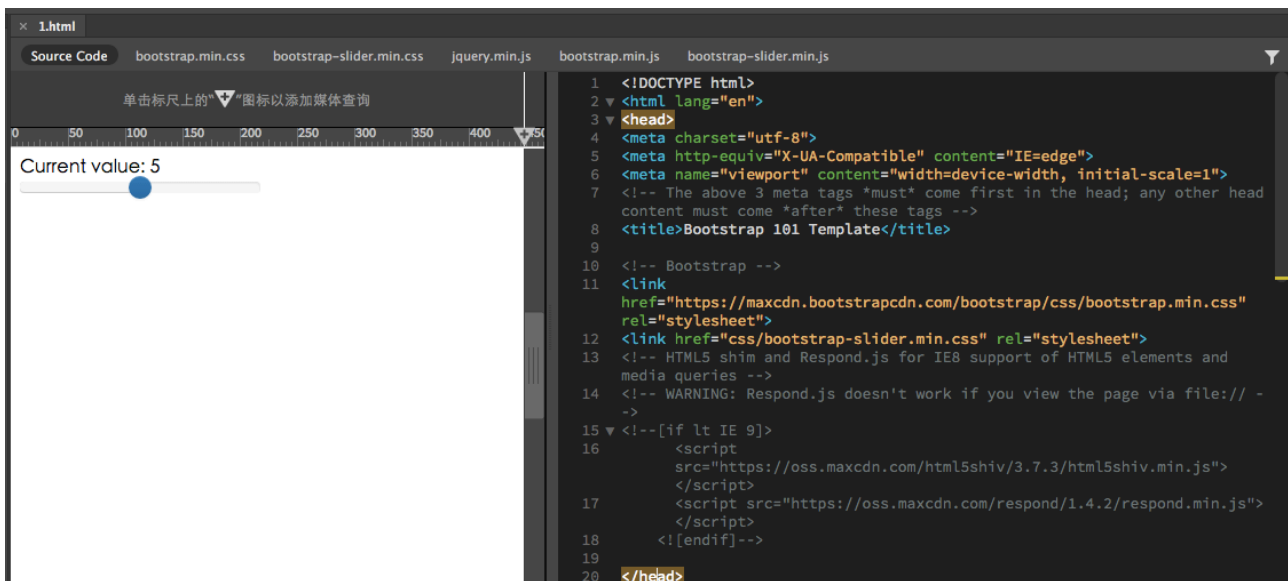 × 1.html
Source Code bootstrap.min.css bootstrap-slider.min.css jquery.min.js bootstrap.min.js bootstrap-slider.min.js
单击标尺上的"图标以添加媒体查询
0 50 100 150 200 250 300 350 400
Current value: 5
1 <!DOCTYPE html>
2 ▼ <html lang="en">
3 ▼ <head>
4 <meta charset="utf-8">
5 <meta http-equiv="X-UA-Compatible" content="IE=edge">
6 <meta name="viewport" content="width=device-width, initial-scale=1">
7 <!-- The above 3 meta tags *must* come first in the head; any other head
content must come *after* these tags -->
8 <title>Bootstrap 101 Template</title>
9
10 <!-- Bootstrap -->
11 <link
href="https://maxcdn.bootstrapcdn.com/bootstrap/css/bootstrap.min.css"
rel="stylesheet">
12 <link href="css/bootstrap-slider.min.css" rel="stylesheet">
13 <!-- HTML5 shim and Respond.js for IE8 support of HTML5 elements and
media queries -->
14 <!-- WARNING: Respond.js doesn't work if you view the page via file:// -
->
15 ▼ <!--[if lt IE 9]>
16 <script
src="https://oss.maxcdn.com/html5shiv/3.7.3/html5shiv.min.js">
</script>
17 <script src="https://oss.maxcdn.com/respond/1.4.2/respond.min.js">
</script>
18 <![endif]-->
19
20 </head>